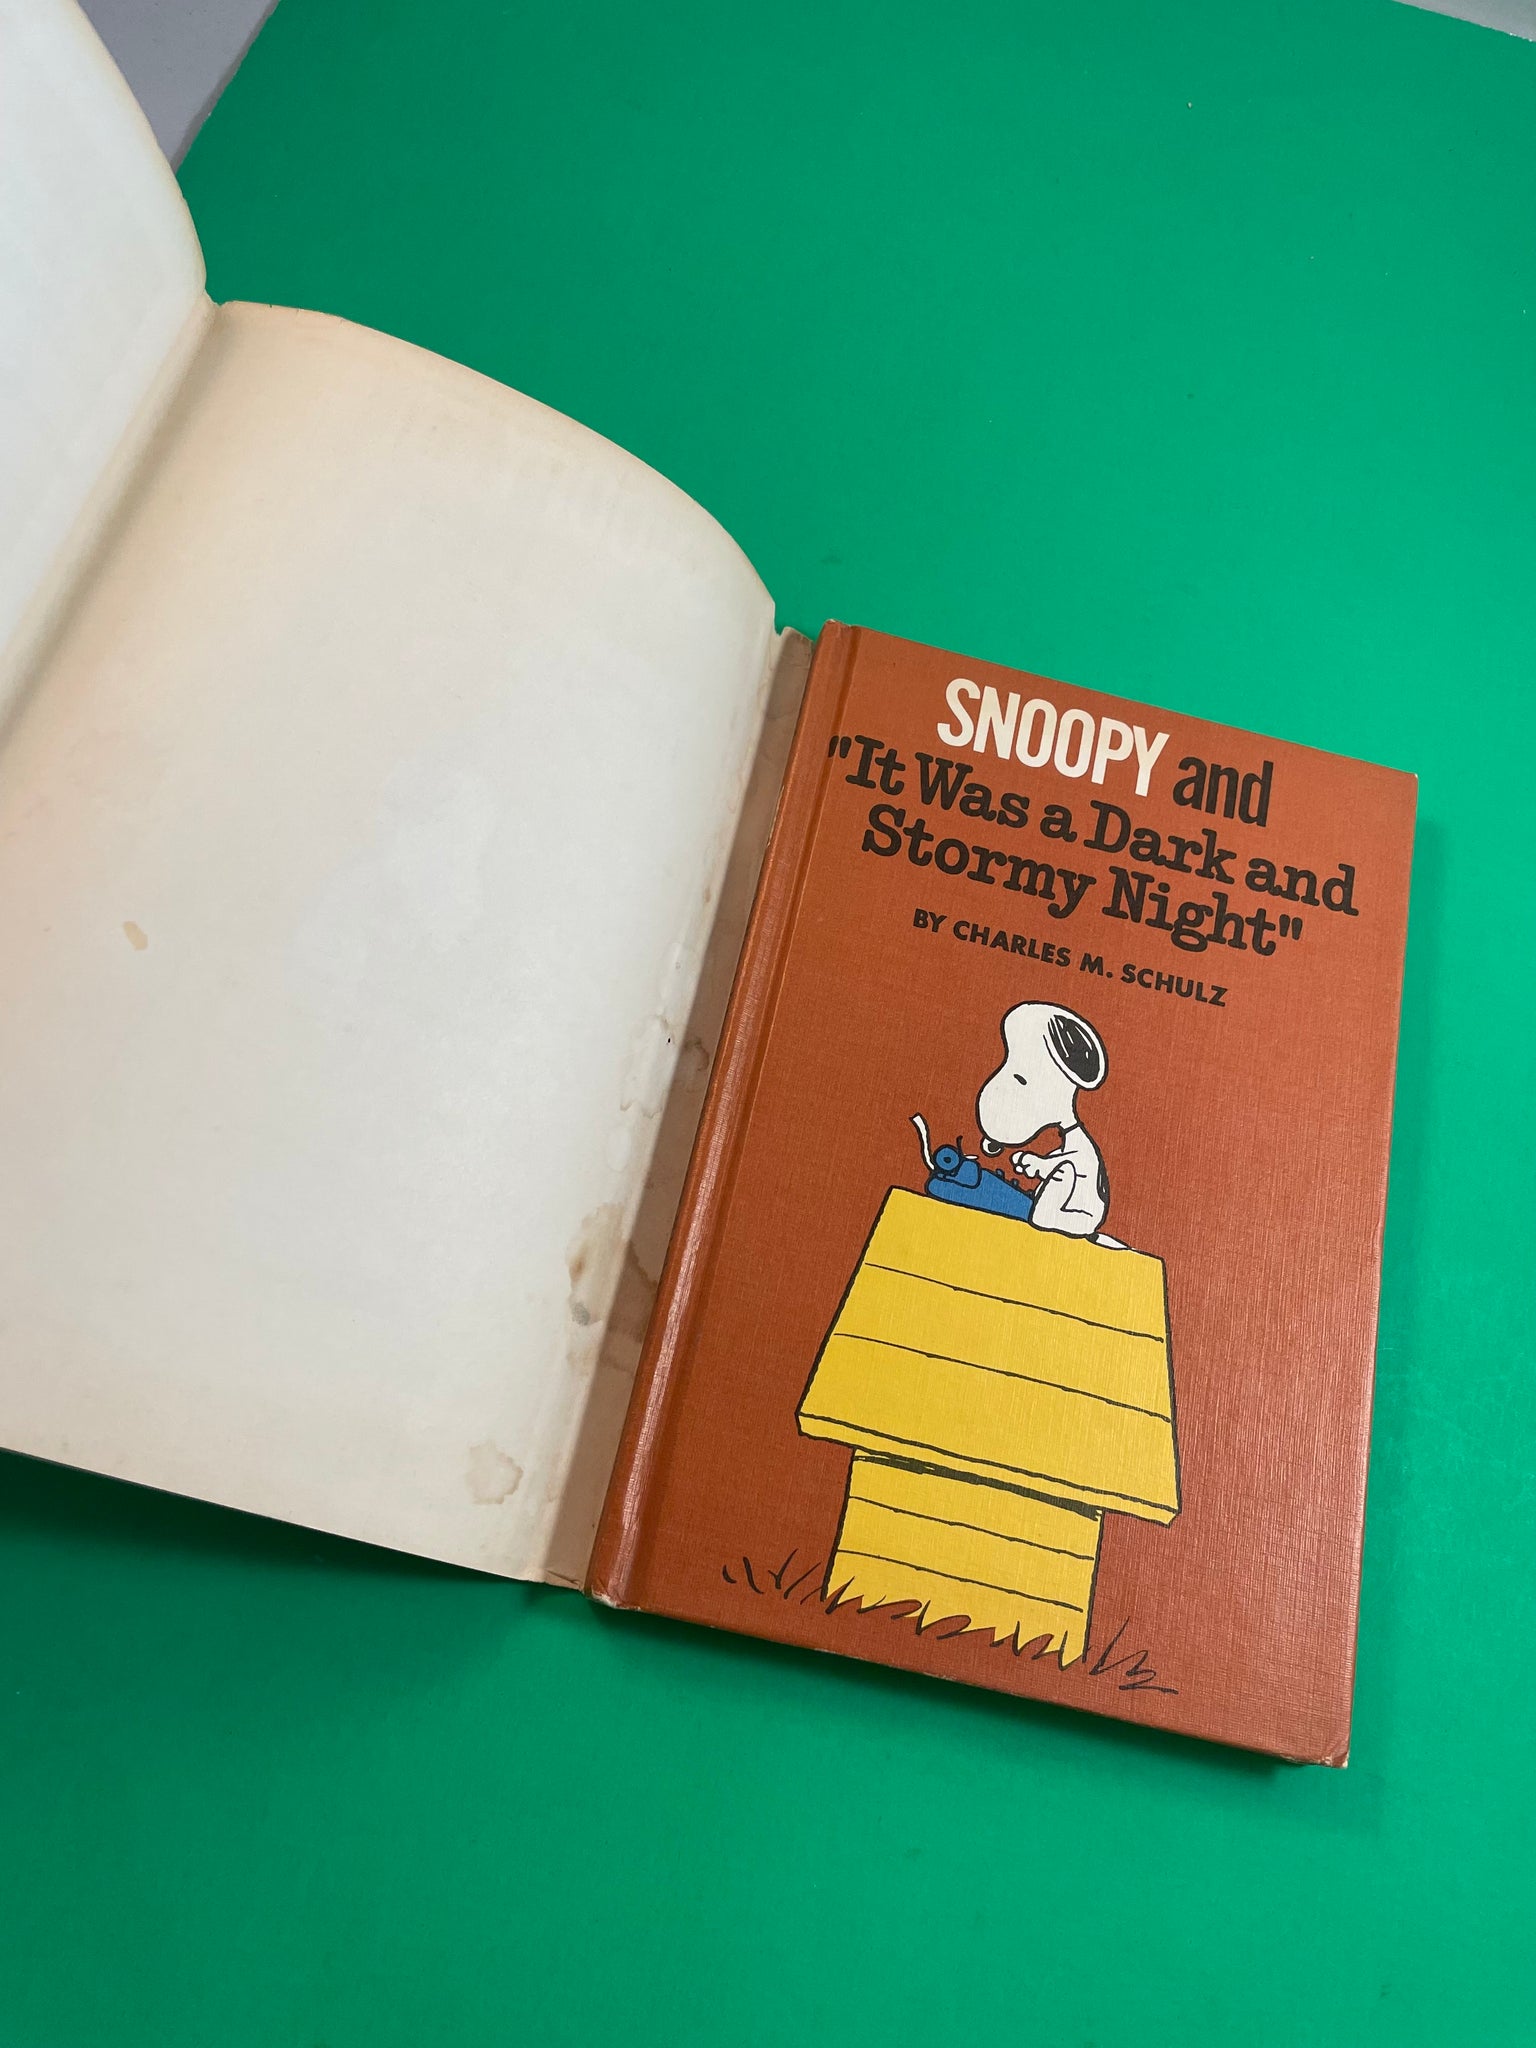 SNOOPY and
"It Was a Dark and
Stormy Night"
BY CHARLES M. SCHULZ